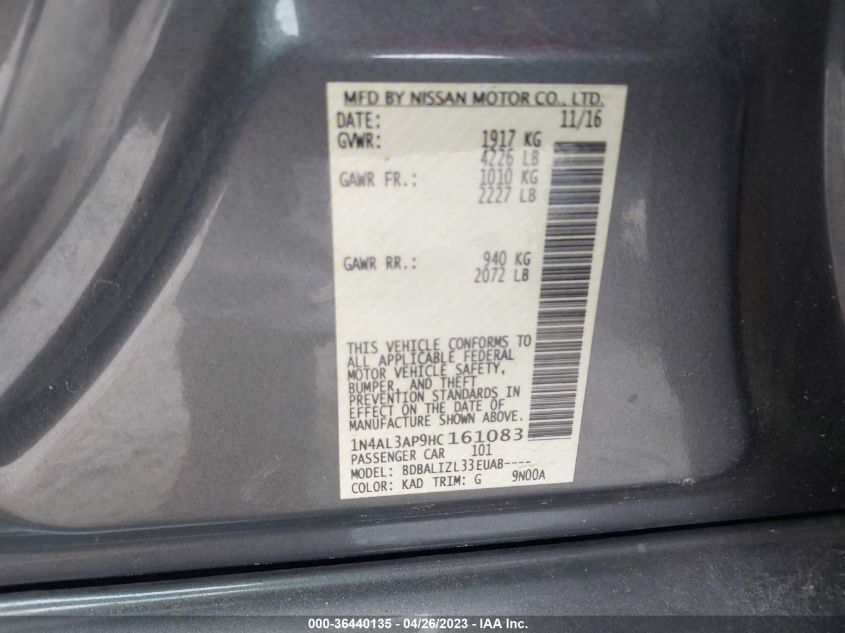 MFD BY NISSAN MOTOR CO., LTD.
DATE: 11/16
GVWR: 1917 KG
4226 LB
GAWR FR.: 1010 KG
2227 LB
GAWR RR.: 940 KG
2072 LB
THIS VEHICLE CONFORMS TO
ALL APPLICABLE FEDERAL
MOTOR VEHICLE SAFETY,
BUMPER, AND THEFT
PREVENTION STANDARDS IN
EFFECT ON THE DATE OF
MANUFACTURE SHOWN ABOVE.
1N4AL3AP9HC161083
PASSENGER CAR 101
MODEL: BDBALIZL33EUAB----
COLOR: KAD TRIM: G 9N00A
000-36440135 - 04/26/2023 - IAA Inc.